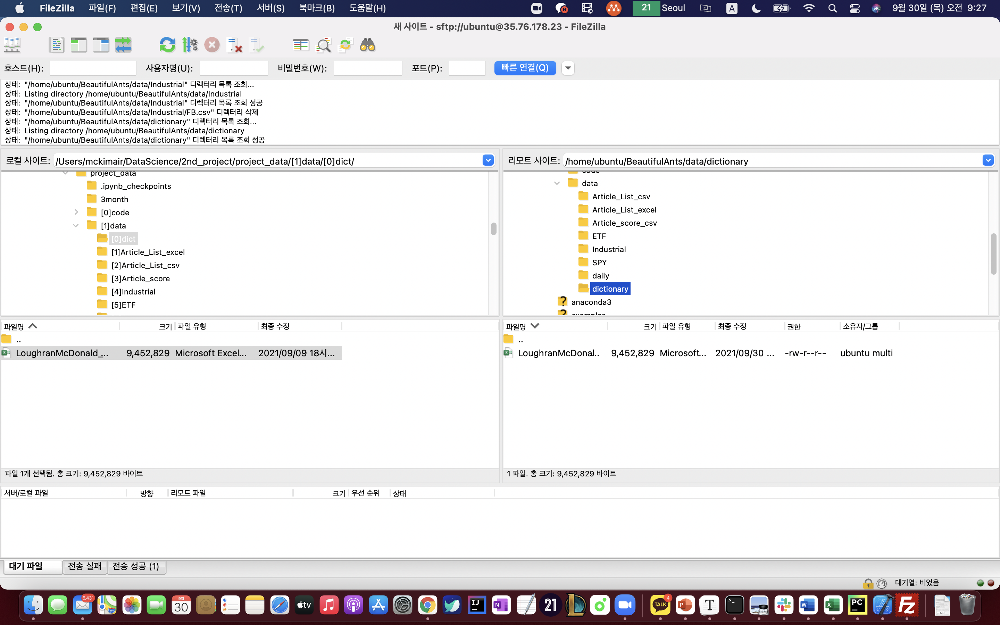 FileZilla 파일(F) 편집(E) 보기(V) 전송(T) 서버(S) 북마크(B) 도움말(H) N 21 Seoul A 9월 30일 (목) 오전 9:27
새 사이트 - sftp://ubuntu@35.76.178.23 - FileZilla
호스트(H): 사용자명(U): 비밀번호(W): 포트(P): 빠른 연결(Q)
상태: "/home/ubuntu/BeautifulAnts/data/Industrial" 디렉터리 목록 조회...
상태: Listing directory /home/ubuntu/BeautifulAnts/data/Industrial
상태: "/home/ubuntu/BeautifulAnts/data/Industrial" 디렉터리 목록 조회 성공
상태: "/home/ubuntu/BeautifulAnts/data/Industrial/FB.csv" 디렉터리 삭제
상태: "/home/ubuntu/BeautifulAnts/data/dictionary" 디렉터리 목록 조회...
상태: Listing directory /home/ubuntu/BeautifulAnts/data/dictionary
상태: "/home/ubuntu/BeautifulAnts/data/dictionary" 디렉터리 목록 조회 성공
로컬 사이트: /Users/mckimair/DataScience/2nd_project/project_data/[1]data/[0]dict/
project_data
.ipynb_checkpoints
3month
[0]code
[1]data
[0]dict
[1]Article_List_excel
[2]Article_List_csv
[3]Article_score
[4]Industrial
[5]ETF
리모트 사이트: /home/ubuntu/BeautifulAnts/data/dictionary
code
data
Article_List_csv
Article_List_excel
Article_score_csv
ETF
Industrial
SPY
daily
dictionary
anaconda3
examples
파일명 크기 파일 유형 최종 수정
..
LoughranMcDonald_... 9,452,829 Microsoft Excel... 2021/09/09 18시...
파일 1개 선택됨. 총 크기: 9,452,829 바이트
파일명 크기 파일 유형 최종 수정 권한 소유자/그룹
..
LoughranMcDonal.. 9,452,829 Microsoft... 2021/09/30 ... -rw-r--r-- ubuntu multi
1 파일. 총 크기: 9,452,829 바이트
서버/로컬 파일 방향 리모트 파일 크기 우선 순위 상태
대기 파일 전송 실패 전송 성공 (1)
대기열: 비었음
5,431 280 9월 30 tv IJ N 21 L TALK 4 P T >_ W X PC Fz MD